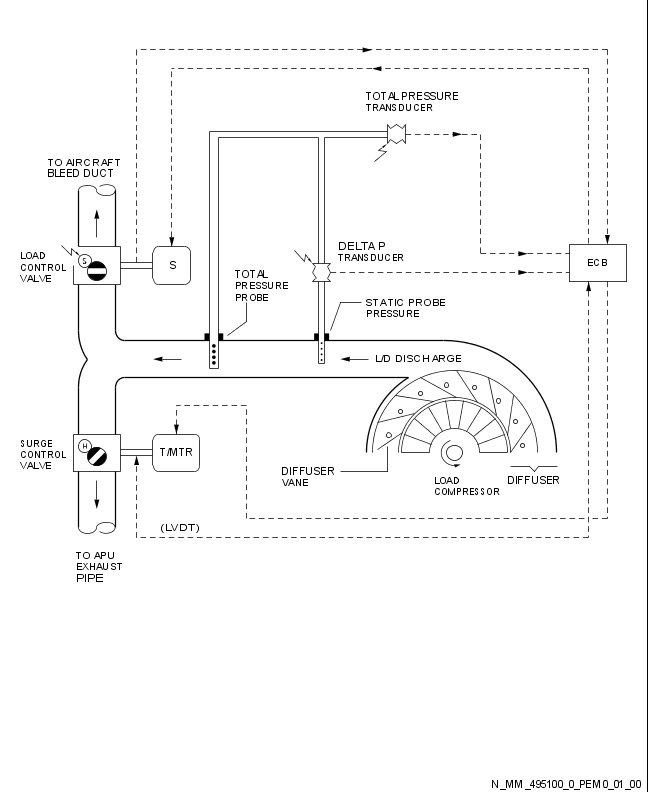 TOTAL PRESSURE
TRANSDUCER
TO AIRCRAFT
BLEED DUCT
LOAD
CONTROL
VALVE
S
S
DELTA P
TRANSDUCER
ECB
TOTAL
PRESSURE
PROBE
STATIC PROBE
PRESSURE
L/D DISCHARGE
SURGE
CONTROL
VALVE
H
T/MTR
DIFFUSER
VANE
LOAD
COMPRESSOR
DIFFUSER
(LVDT)
TO APU
EXHAUST
PIPE
N_MM_495100_0_PEM0_01_00